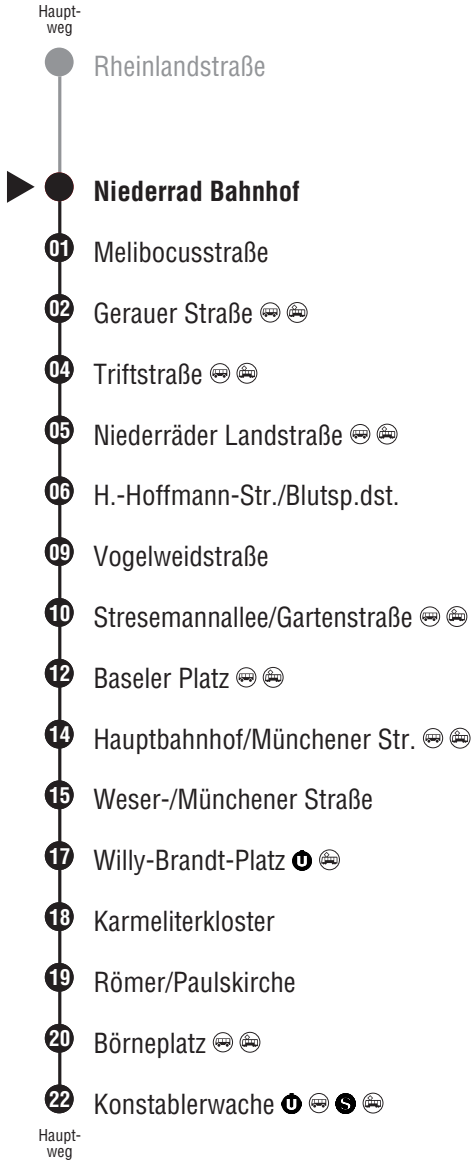 Haupt-
weg
Rheinlandstraße
Niederrad Bahnhof
01 Melibocusstraße
02 Gerauer Straße
04 Triftstraße
05 Niederräder Landstraße
06 H.-Hoffmann-Str./Blutsp.dst.
09 Vogelweidstraße
10 Stresemannallee/Gartenstraße
12 Baseler Platz
14 Hauptbahnhof/Münchener Str.
15 Weser-/Münchener Straße
17 Willy-Brandt-Platz U
18 Karmeliterkloster
19 Römer/Paulskirche
20 Börneplatz
22 Konstablerwache U S
Haupt-
weg